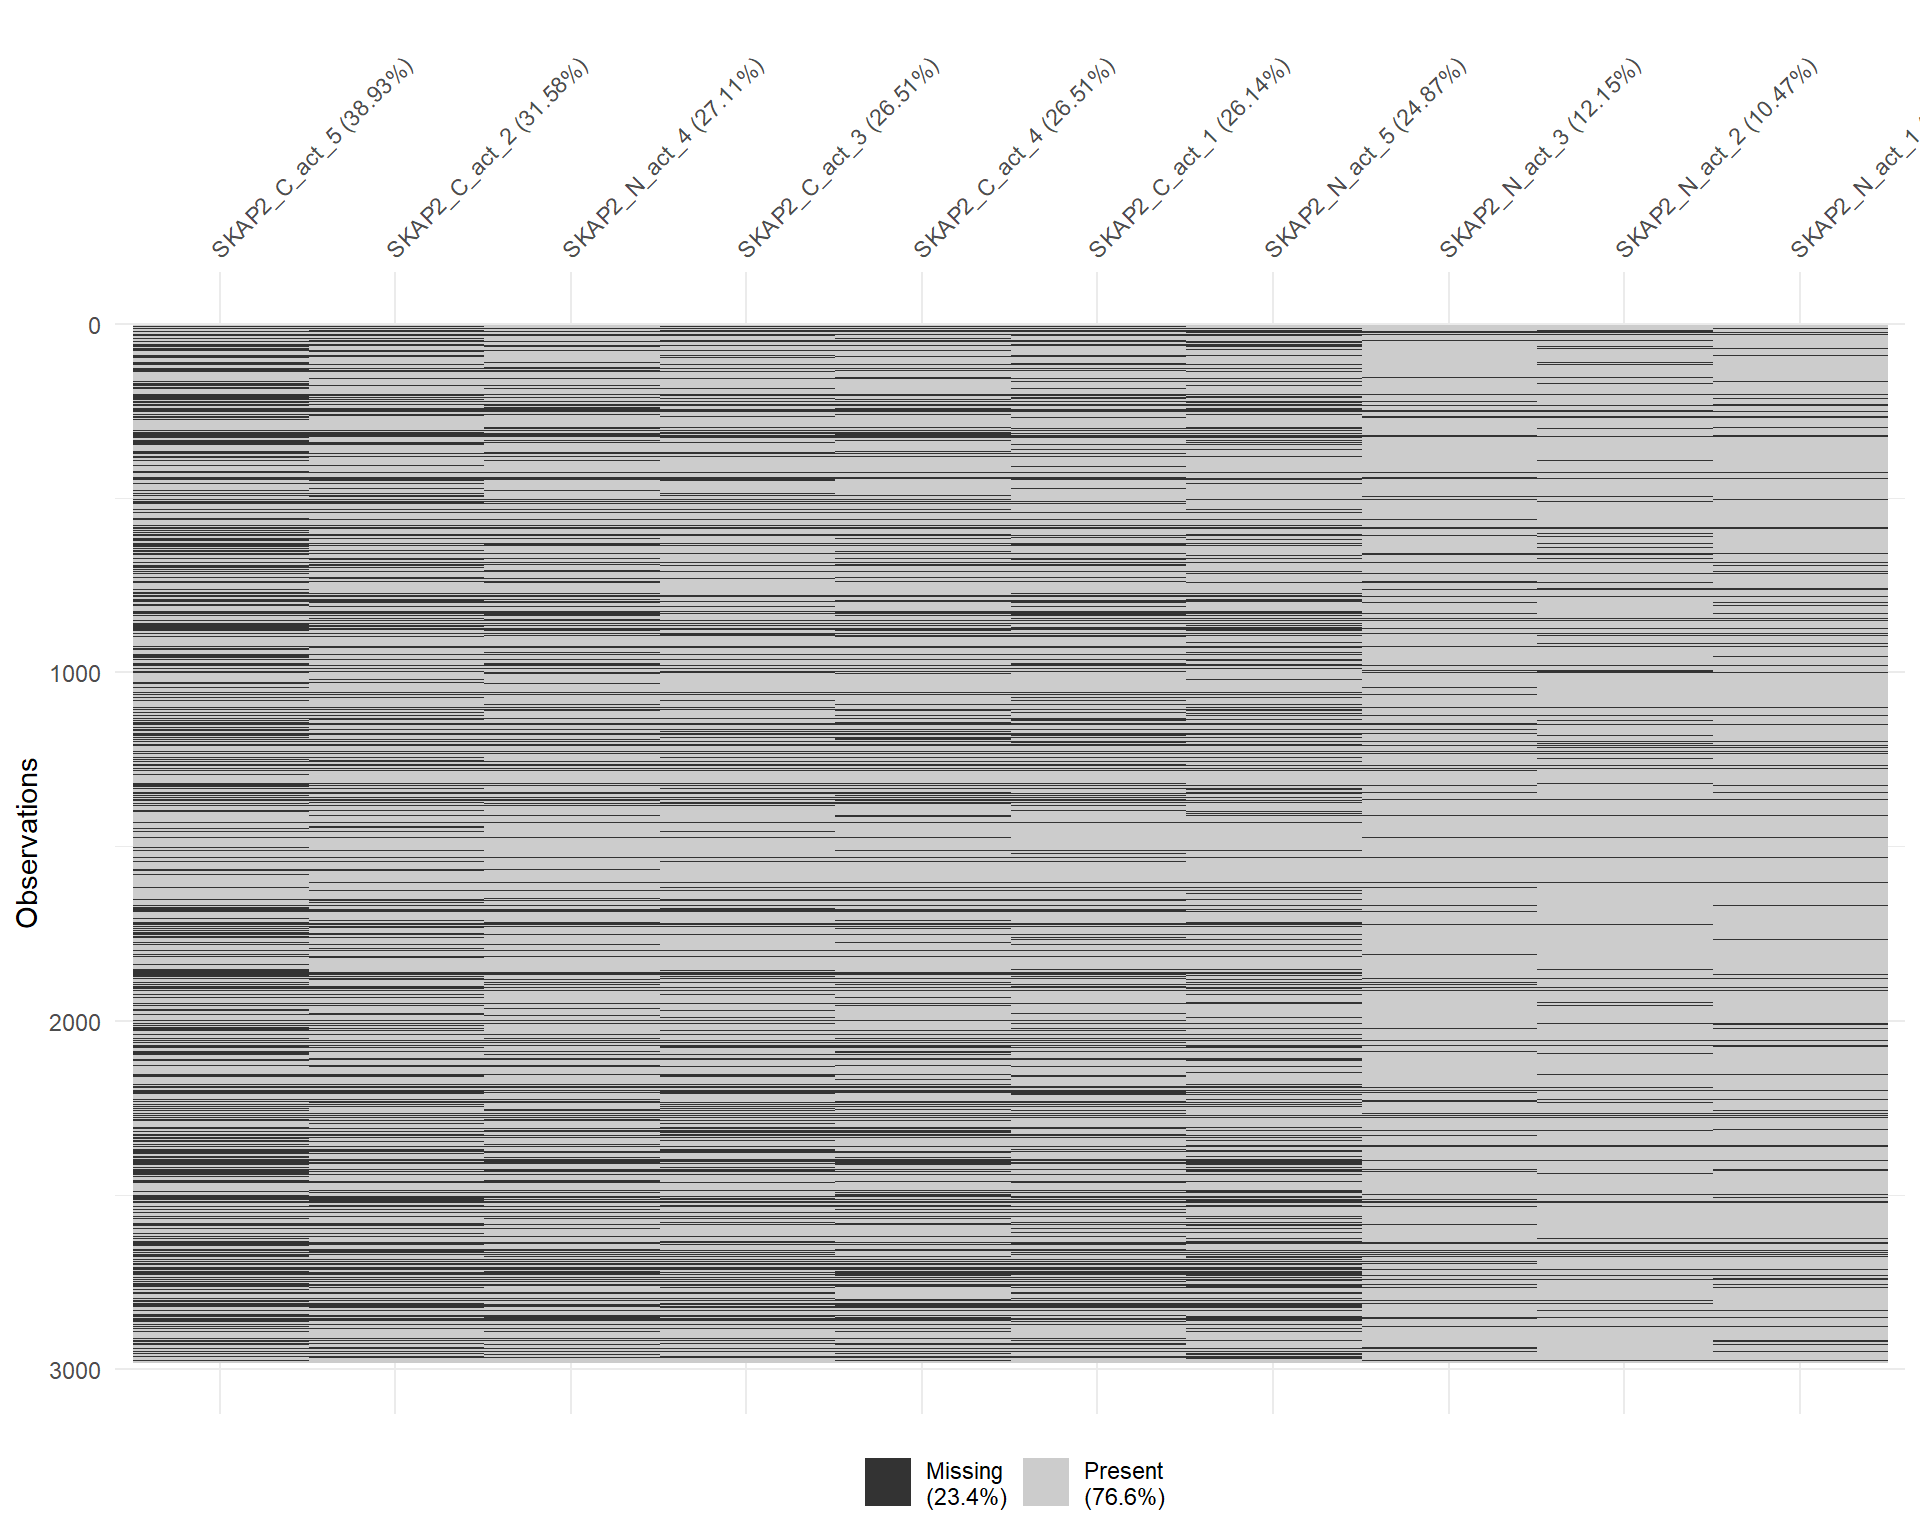 SKAP2_C_act_5 (38.93%)
SKAP2_C_act_2 (31.58%)
SKAP2_N_act_4 (27.11%)
SKAP2_C_act_3 (26.51%)
SKAP2_C_act_4 (26.51%)
SKAP2_C_act_1 (26.14%)
SKAP2_N_act_5 (24.87%)
SKAP2_N_act_3 (12.15%)
SKAP2_N_act_2 (10.47%)
SKAP2_N_act_1
0
1000
2000
3000
Observations
Missing
(23.4%)
Present
(76.6%)